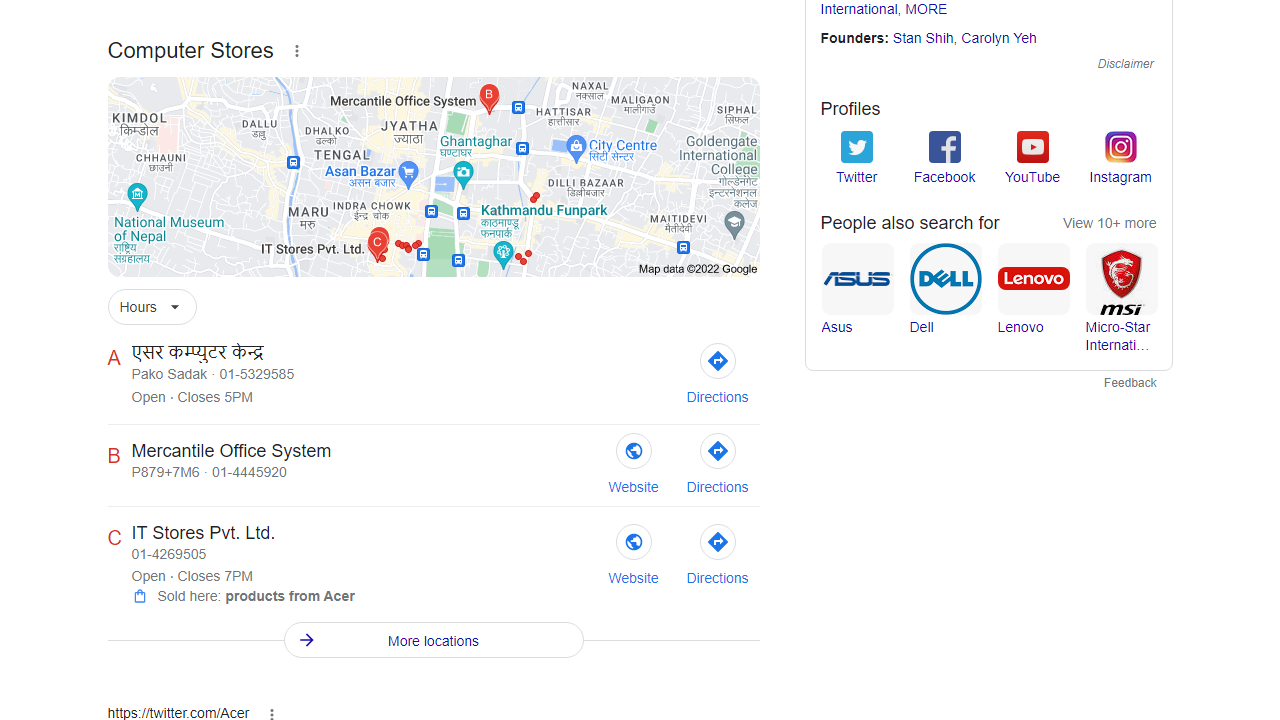 International, MORE
Founders: Stan Shih, Carolyn Yeh
Disclaimer
Computer Stores
KIMDOL
किम्डोल
DALLU
डल्लु
DHALKO
ढल्को
JYATHA
ज्याठा
Mercantile Office System
B
NAXAL
नक्साल
MALIGAON
मालीगाउँ
HATTISAR
हात्तीसार
SIPHAL
सिफल
CHHAUNI
छाउनी
TENGAL
Ghantaghar
घण्टाघर
City Centre
सिटी सेन्टर
Goldengate
International
College
गोल्डेनगेट
इन्टरनेशनल
कलेज
Asan Bazar
असन बजार
DILLI BAZAAR
डिल्लीबजार
MARU
मरु
INDRA CHOWK
ईन्द्र चोक
Kathmandu Funpark
काठमाण्डू
फनपार्क
MAITIDEVI
मैतीदेवी
National Museum
of Nepal
राष्ट्रिय
संग्रहालय
IT Stores Pvt. Ltd.
C
Map data ©2022 Google
Hours
A
एसर कम्प्युटर केन्द्र
Pako Sadak · 01-5329585
Open · Closes 5PM
Directions
B
Mercantile Office System
P879+7M6 · 01-4445920
Website
Directions
C
IT Stores Pvt. Ltd.
01-4269505
Open · Closes 7PM
Sold here: products from Acer
Website
Directions
More locations
https://twitter.com/Acer
Profiles
Twitter
Facebook
YouTube
Instagram
People also search for
View 10+ more
ASUS
DELL
Lenovo
msi
Asus
Dell
Lenovo
Micro-Star
Internati...
Feedback